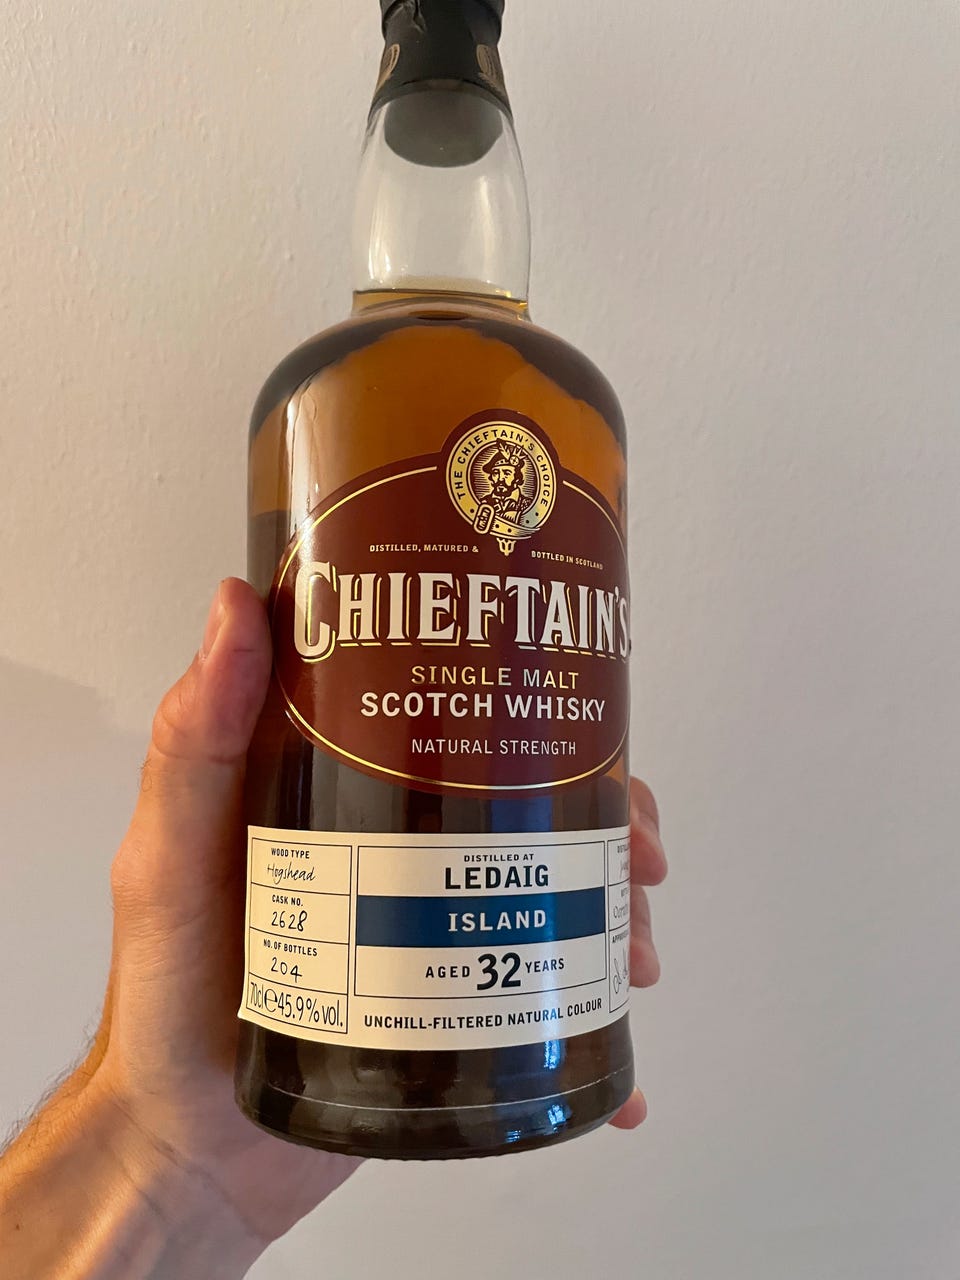 THE CHIEFTAIN'S CHOICE
DISTILLED, MATURED & BOTTLED IN SCOTLAND
CHIEFTAIN'S
SINGLE MALT
SCOTCH WHISKY
NATURAL STRENGTH
WOOD TYPE
Hogshead
CASK NO.
2628
NO. OF BOTTLES
204
70cl e 45.9% vol.
DISTILLED AT
LEDAIG
ISLAND
AGED 32 YEARS
UNCHILL-FILTERED NATURAL COLOUR